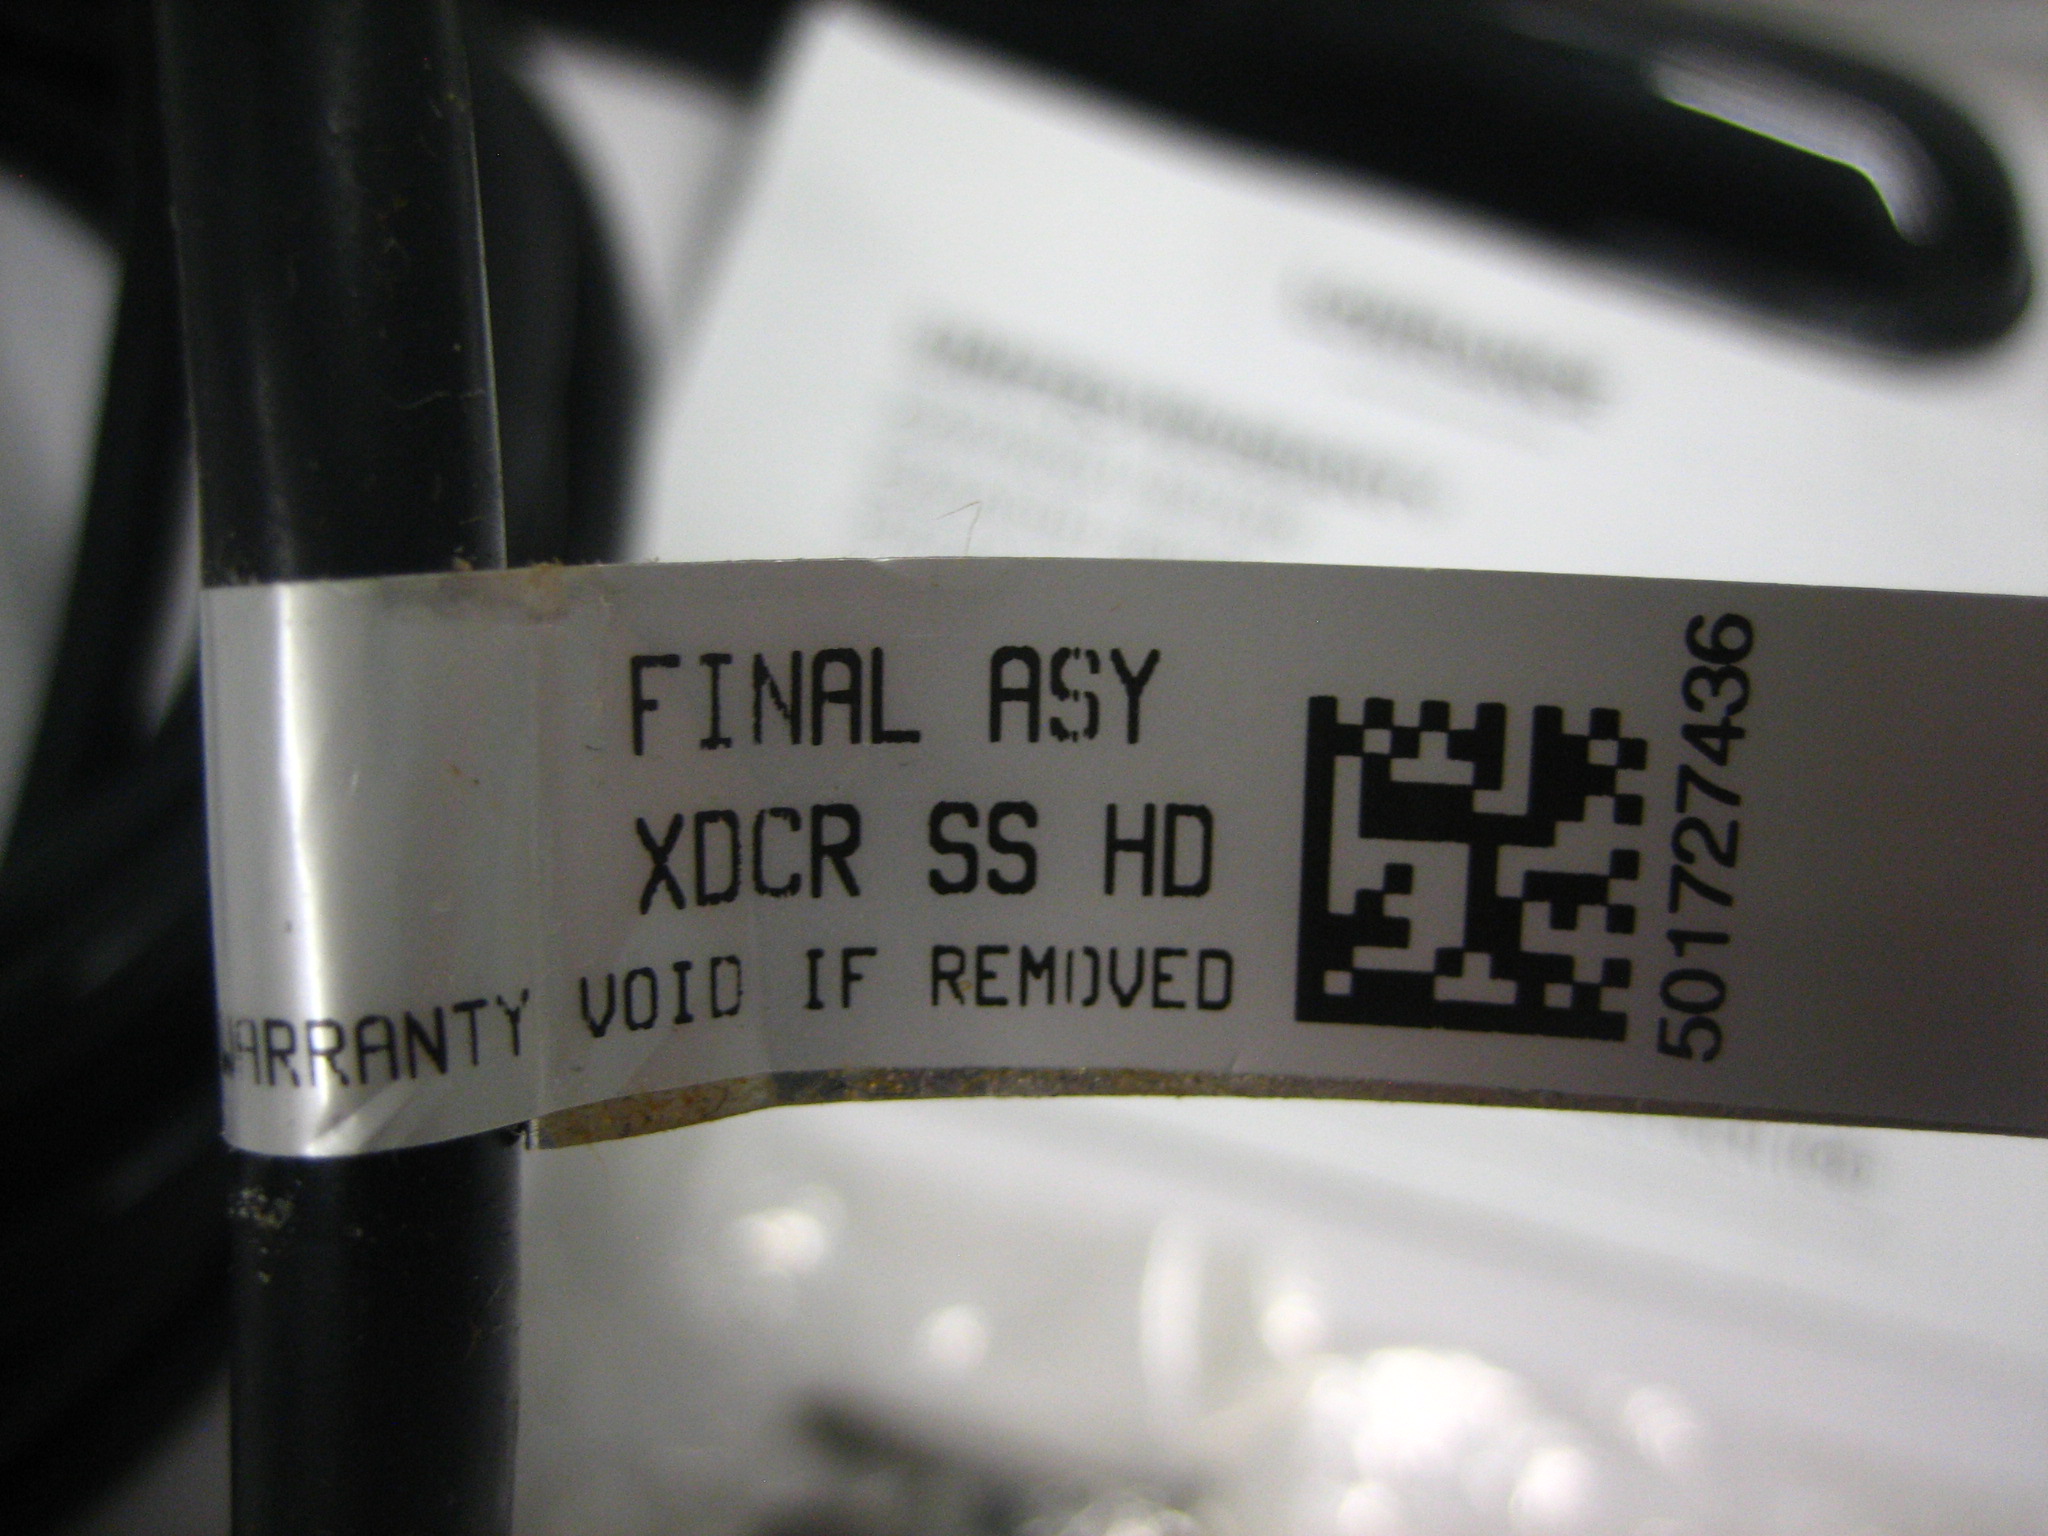 FINAL ASY
XDCR SS HD
WARRANTY VOID IF REMOVED
501727436